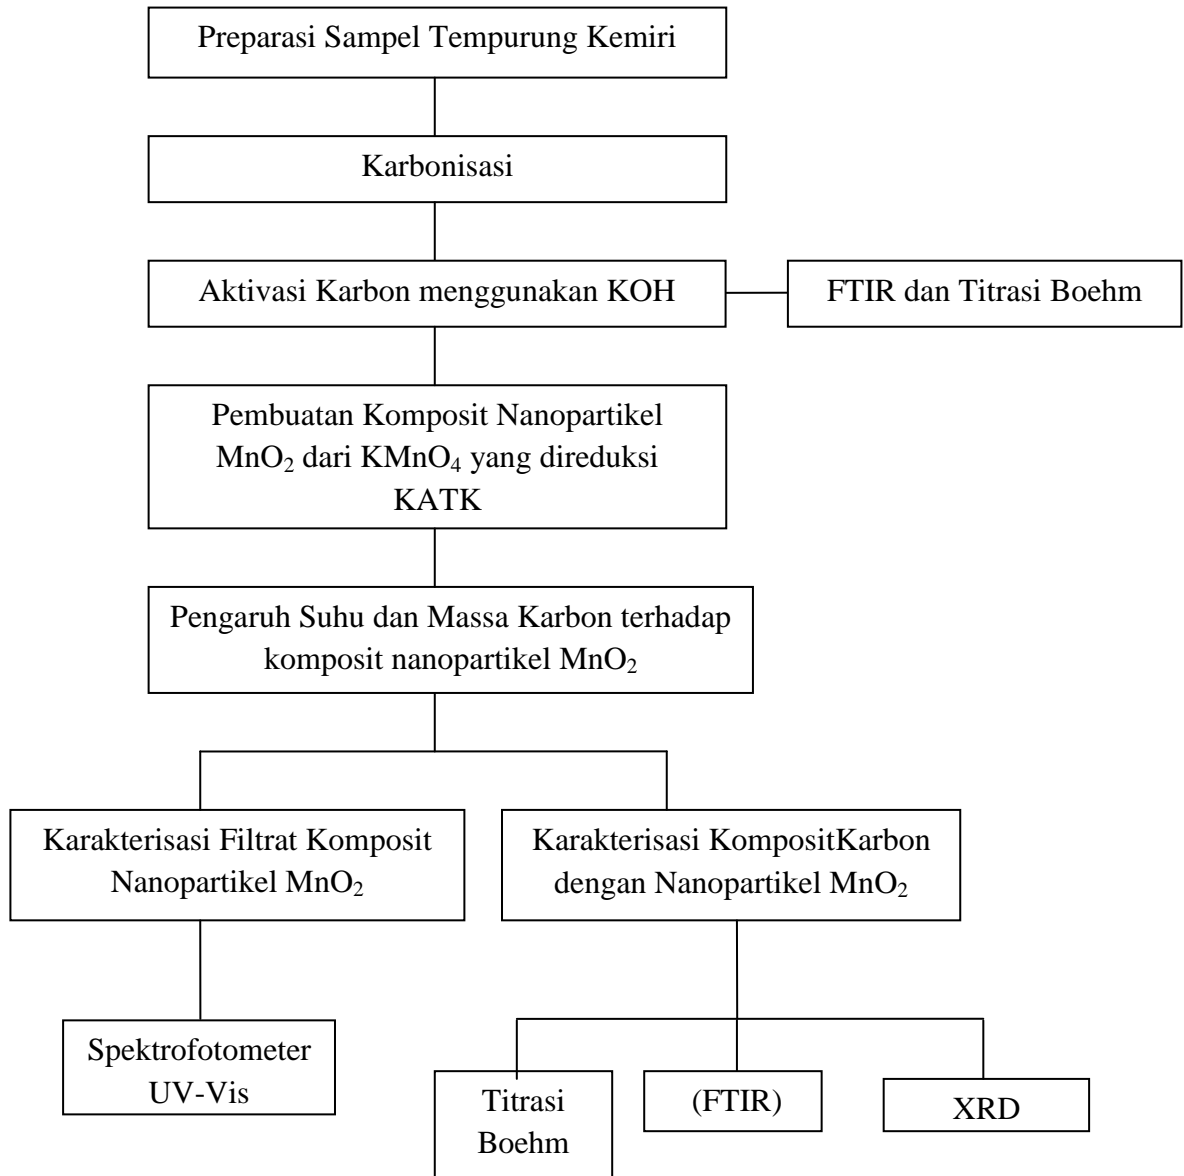 Preparasi Sampel Tempurung Kemiri
Karbonisasi
Aktivasi Karbon menggunakan KOH
FTIR dan Titrasi Boehm
Pembuatan Komposit Nanopartikel
MnO₂ dari KMnO₄ yang direduksi
KATK
Pengaruh Suhu dan Massa Karbon terhadap
komposit nanopartikel MnO₂
Karakterisasi Filtrat Komposit
Nanopartikel MnO₂
Karakterisasi KompositKarbon
dengan Nanopartikel MnO₂
Spektrofotometer
UV-Vis
Titrasi
Boehm
(FTIR)
XRD